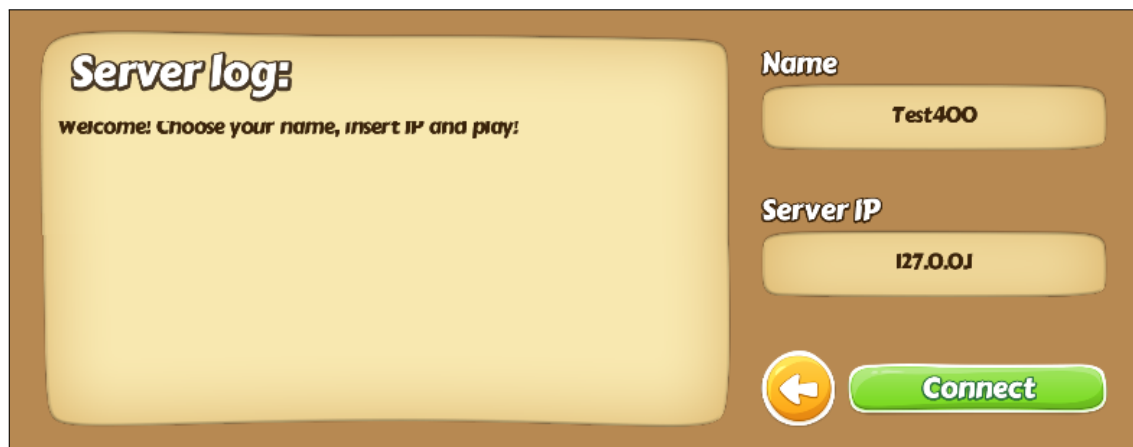 Server log:
Welcome! Choose your name, insert IP and play!
Name
Test400
Server IP
127.0.0.1
Connect